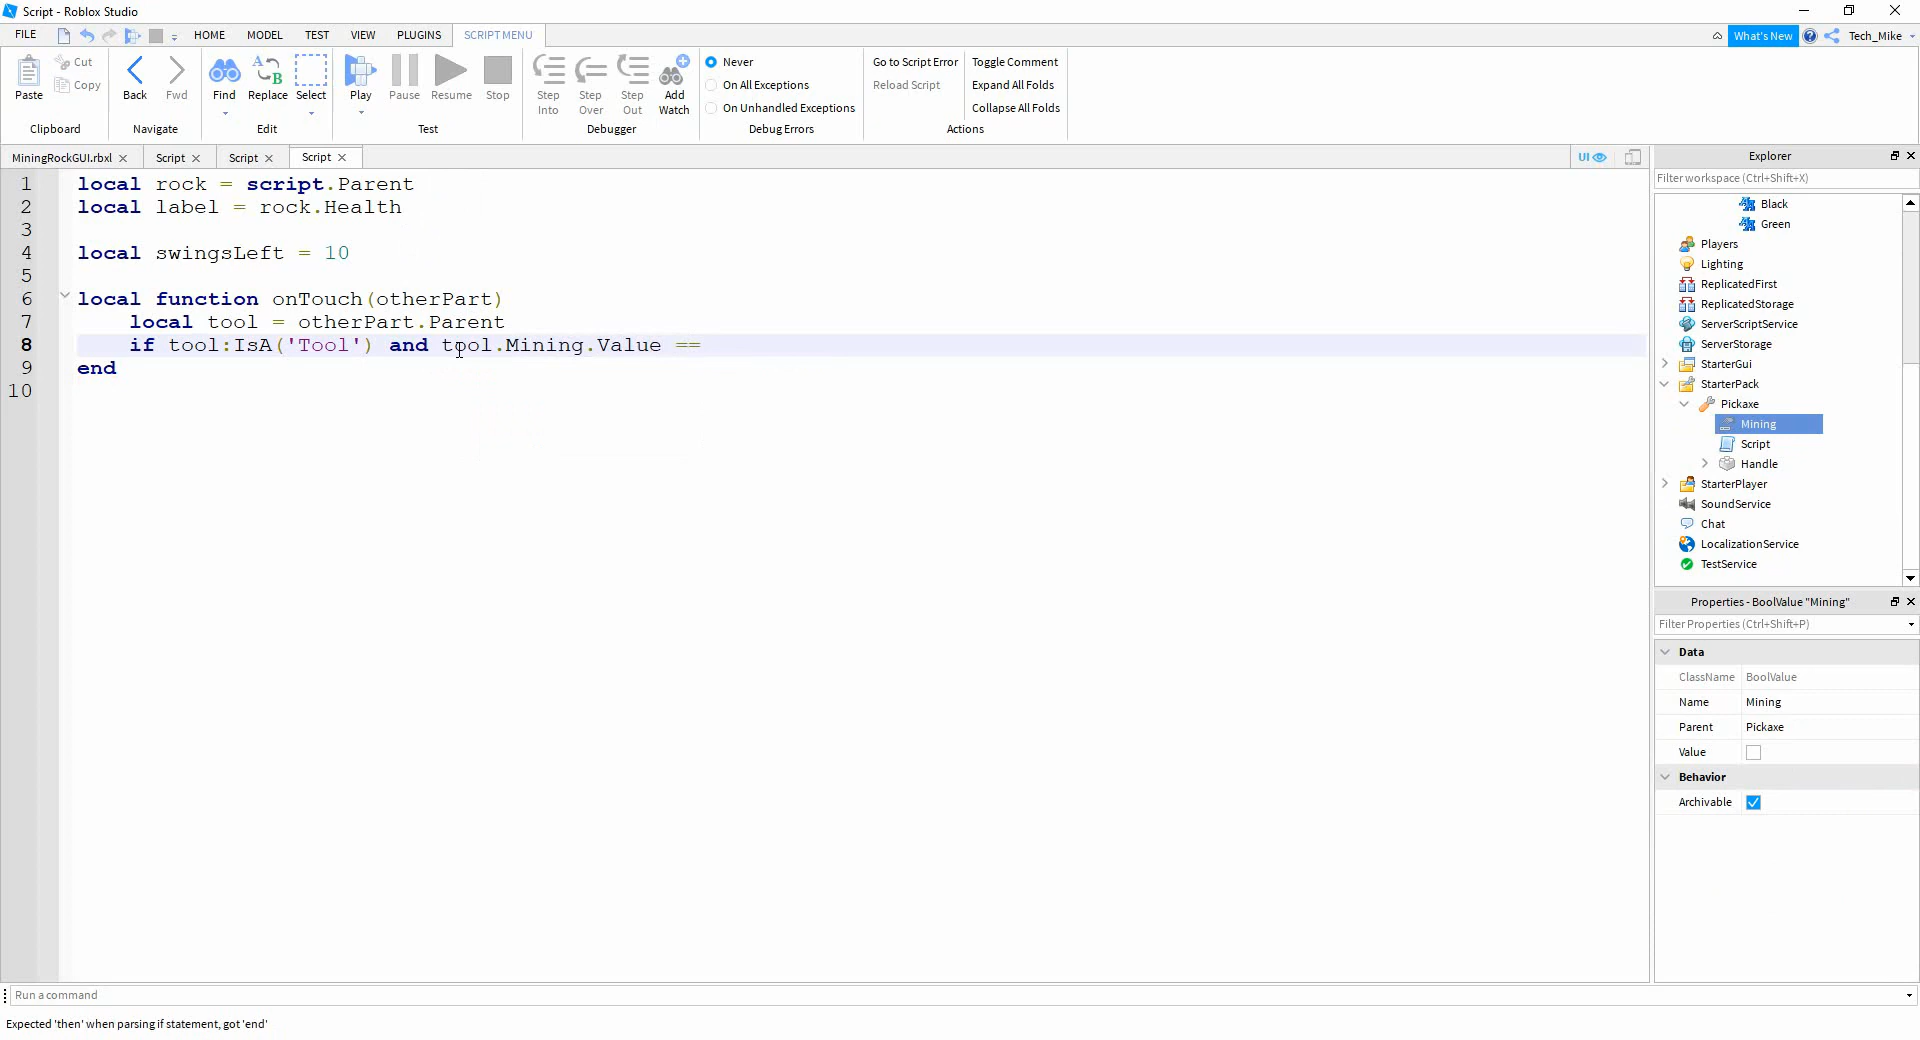 Script - Roblox Studio
FILE HOME MODEL TEST VIEW PLUGINS SCRIPT MENU What's New Tech_Mike
Paste Cut Copy Back Fwd Find Replace Select Play Pause Resume Stop Step Into Step Over Step Out Add Watch
Never
On All Exceptions
On Unhandled Exceptions
Go to Script Error
Reload Script
Toggle Comment
Expand All Folds
Collapse All Folds
Clipboard Navigate Edit Test Debugger Debug Errors Actions
MiningRockGUI.rbxl Script Script Script UI
1 local rock = script.Parent
2 local label = rock.Health
3
4 local swingsLeft = 10
5
6 local function onTouch(otherPart)
7 local tool = otherPart.Parent
8 if tool:IsA('Tool') and tool.Mining.Value ==
9 end
10
Explorer
Filter workspace (Ctrl+Shift+X)
Black
Green
Players
Lighting
ReplicatedFirst
ReplicatedStorage
ServerScriptService
ServerStorage
StarterGui
StarterPack
Pickaxe
Mining
Script
Handle
StarterPlayer
SoundService
Chat
LocalizationService
TestService
Properties - BoolValue "Mining"
Filter Properties (Ctrl+Shift+P)
Data
ClassName BoolValue
Name Mining
Parent Pickaxe
Value
Behavior
Archivable
Run a command
Expected 'then' when parsing if statement, got 'end'